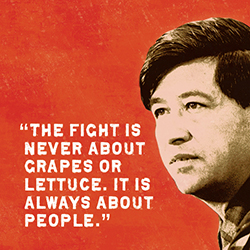 “THE FIGHT IS
NEVER ABOUT
GRAPES OR
LETTUCE. IT IS
ALWAYS ABOUT
PEOPLE.”